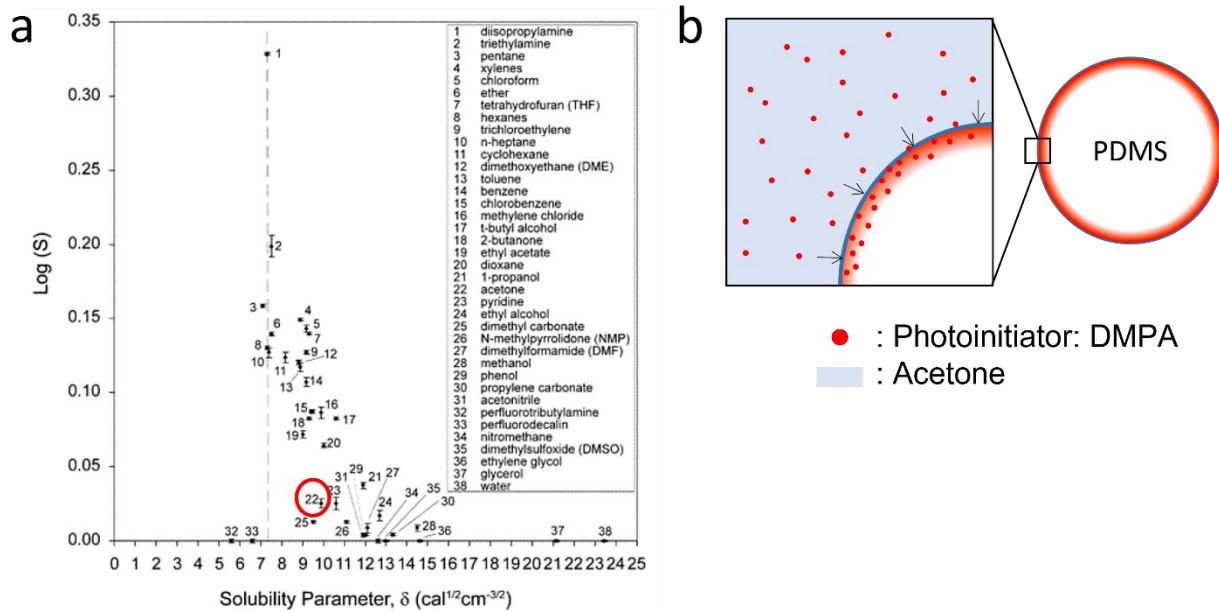 a
Log (S)
0.35
0.30
0.25
0.20
0.15
0.10
0.05
0.00
1
2
3
4
5
6
7
8
9
10
11
12
13
14
15
16
17
18
19
20
22
23
25
31
29
21
27
24
26
34
35
30
28
36
32
33
37
38
1 diisopropylamine
2 triethylamine
3 pentane
4 xylenes
5 chloroform
6 ether
7 tetrahydrofuran (THF)
8 hexanes
9 trichloroethylene
10 n-heptane
11 cyclohexane
12 dimethoxyethane (DME)
13 toluene
14 benzene
15 chlorobenzene
16 methylene chloride
17 t-butyl alcohol
18 2-butanone
19 ethyl acetate
20 dioxane
21 1-propanol
22 acetone
23 pyridine
24 ethyl alcohol
25 dimethyl carbonate
26 N-methylpyrrolidone (NMP)
27 dimethylformamide (DMF)
28 methanol
29 phenol
30 propylene carbonate
31 acetonitrile
32 perfluorotributylamine
33 perfluorodecalin
34 nitromethane
35 dimethylsulfoxide (DMSO)
36 ethylene glycol
37 glycerol
38 water
0 1 2 3 4 5 6 7 8 9 10 11 12 13 14 15 16 17 18 19 20 21 22 23 24 25
Solubility Parameter, δ (cal^1/2cm^-3/2)
b
PDMS
: Photoinitiator: DMPA
: Acetone